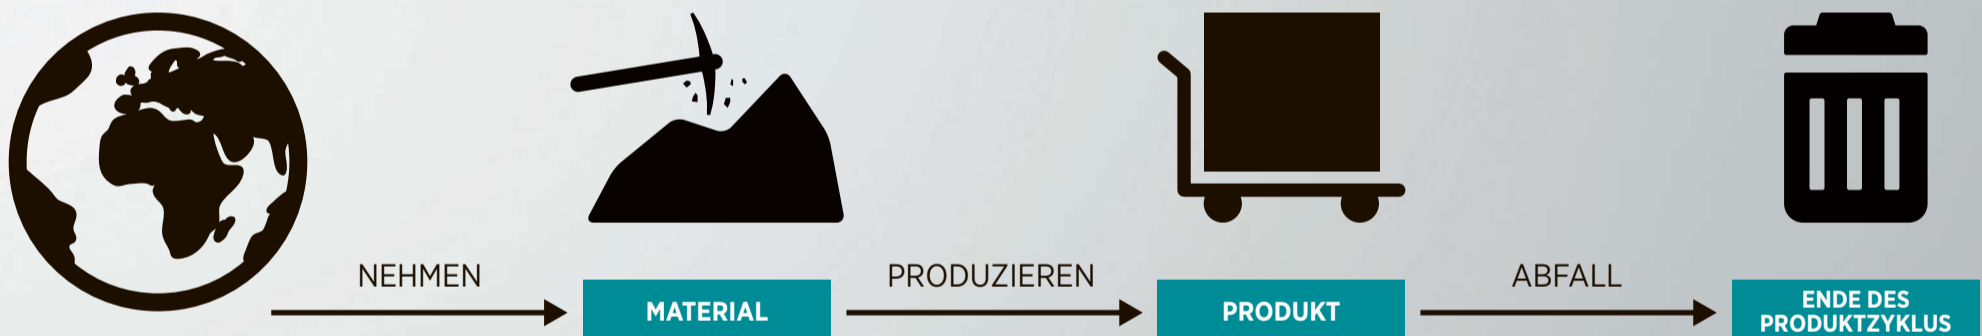 NEHMEN
MATERIAL
PRODUZIEREN
PRODUKT
ABFALL
ENDE DES
PRODUKTZYKLUS